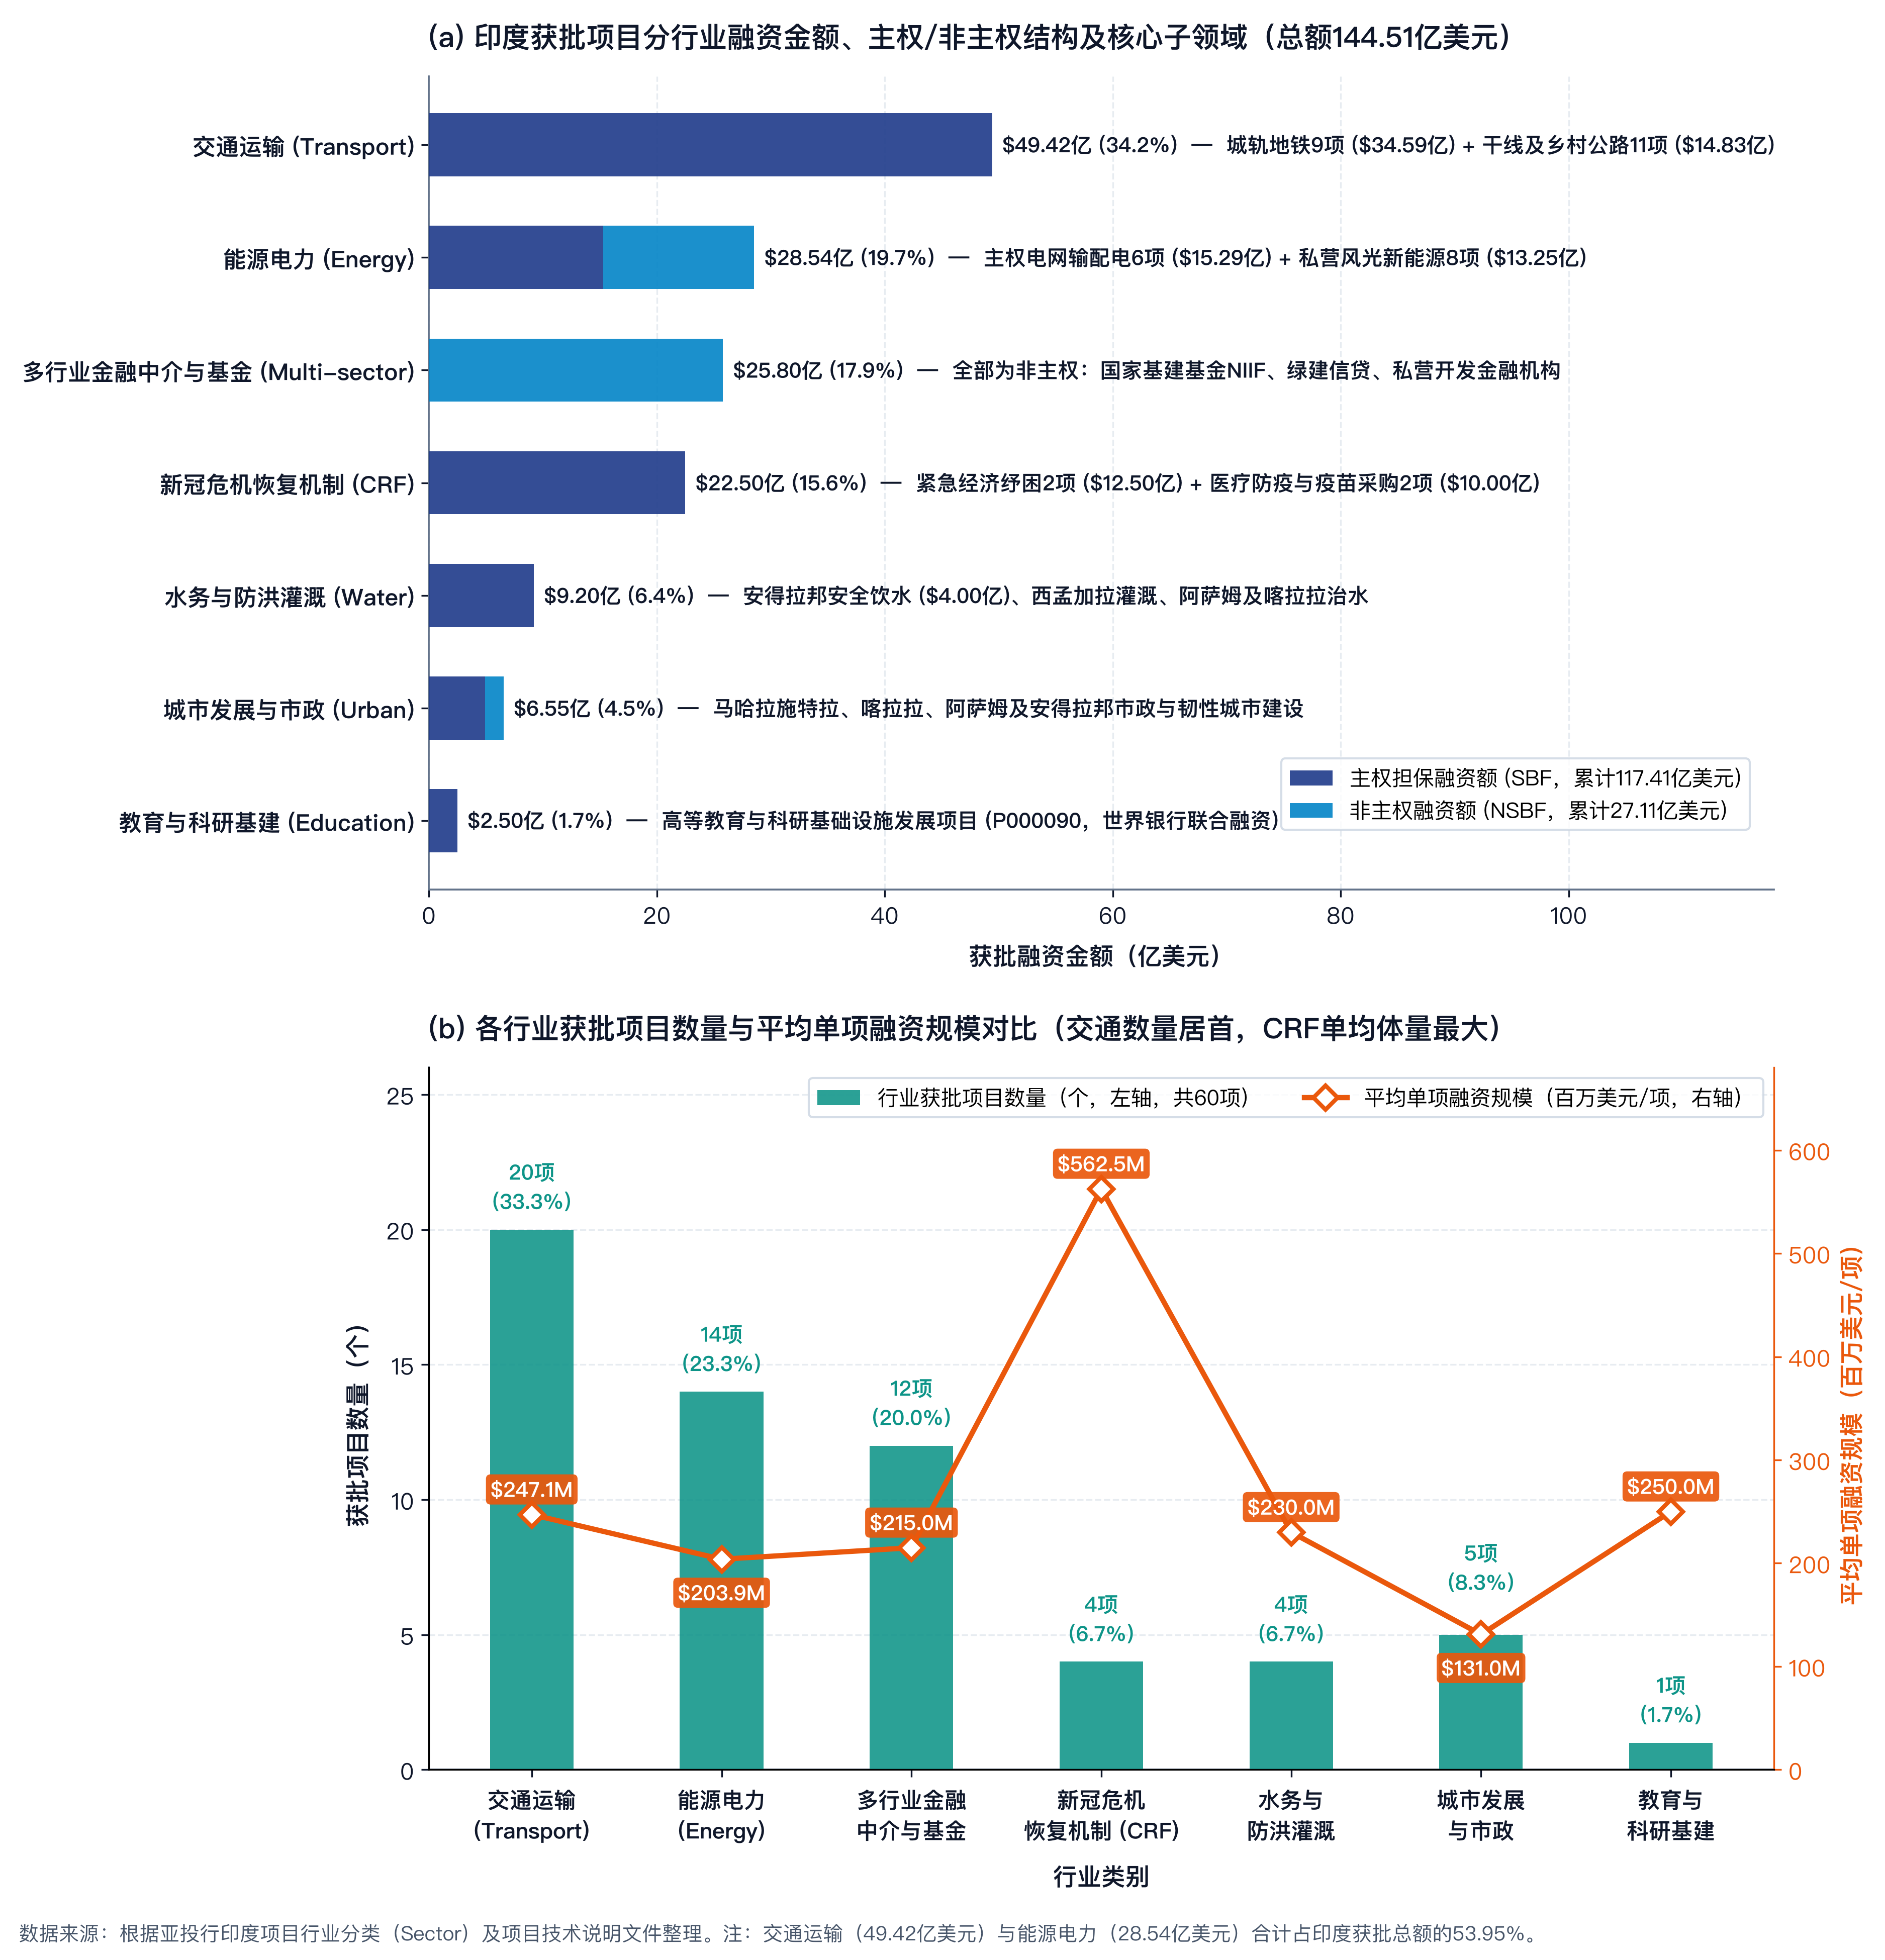 (a) 印度获批项目分行业融资金额、主权/非主权结构及核心子领域（总额144.51亿美元）
交通运输 (Transport)
$49.42亿 (34.2%) — 城轨地铁9项 ($34.59亿) + 干线及乡村公路11项 ($14.83亿)
能源电力 (Energy)
$28.54亿 (19.7%) — 主权电网输配电6项 ($15.29亿) + 私营风光新能源8项 ($13.25亿)
多行业金融中介与基金 (Multi-sector)
$25.80亿 (17.9%) — 全部为非主权：国家基建基金NIIF、绿建信贷、私营开发金融机构
新冠危机恢复机制 (CRF)
$22.50亿 (15.6%) — 紧急经济纾困2项 ($12.50亿) + 医疗防疫与疫苗采购2项 ($10.00亿)
水务与防洪灌溉 (Water)
$9.20亿 (6.4%) — 安得拉邦安全饮水 ($4.00亿)、西孟加拉灌溉、阿萨姆及喀拉拉治水
城市发展与市政 (Urban)
$6.55亿 (4.5%) — 马哈拉施特拉、喀拉拉、阿萨姆及安得拉邦市政与韧性城市建设
教育与科研基建 (Education)
$2.50亿 (1.7%) — 高等教育与科研基础设施发展项目 (P000090，世界银行联合融资)
主权担保融资额 (SBF，累计117.41亿美元)
非主权融资额 (NSBF，累计27.11亿美元)
0 20 40 60 80 100
获批融资金额（亿美元）
(b) 各行业获批项目数量与平均单项融资规模对比（交通数量居首，CRF单均体量最大）
行业获批项目数量（个，左轴，共60项）
平均单项融资规模（百万美元/项，右轴）
获批项目数量（个）
25
20
15
10
5
0
20项
(33.3%)
14项
(23.3%)
12项
(20.0%)
4项
(6.7%)
4项
(6.7%)
5项
(8.3%)
1项
(1.7%)
$247.1M
$203.9M
$215.0M
$562.5M
$230.0M
$131.0M
$250.0M
600
500
400
300
200
100
0
平均单项融资规模（百万美元/项）
交通运输
(Transport)
能源电力
(Energy)
多行业金融
中介与基金
新冠危机
恢复机制 (CRF)
水务与
防洪灌溉
城市发展
与市政
教育与
科研基建
行业类别
数据来源：根据亚投行印度项目行业分类（Sector）及项目技术说明文件整理。注：交通运输（49.42亿美元）与能源电力（28.54亿美元）合计占印度获批总额的53.95%。